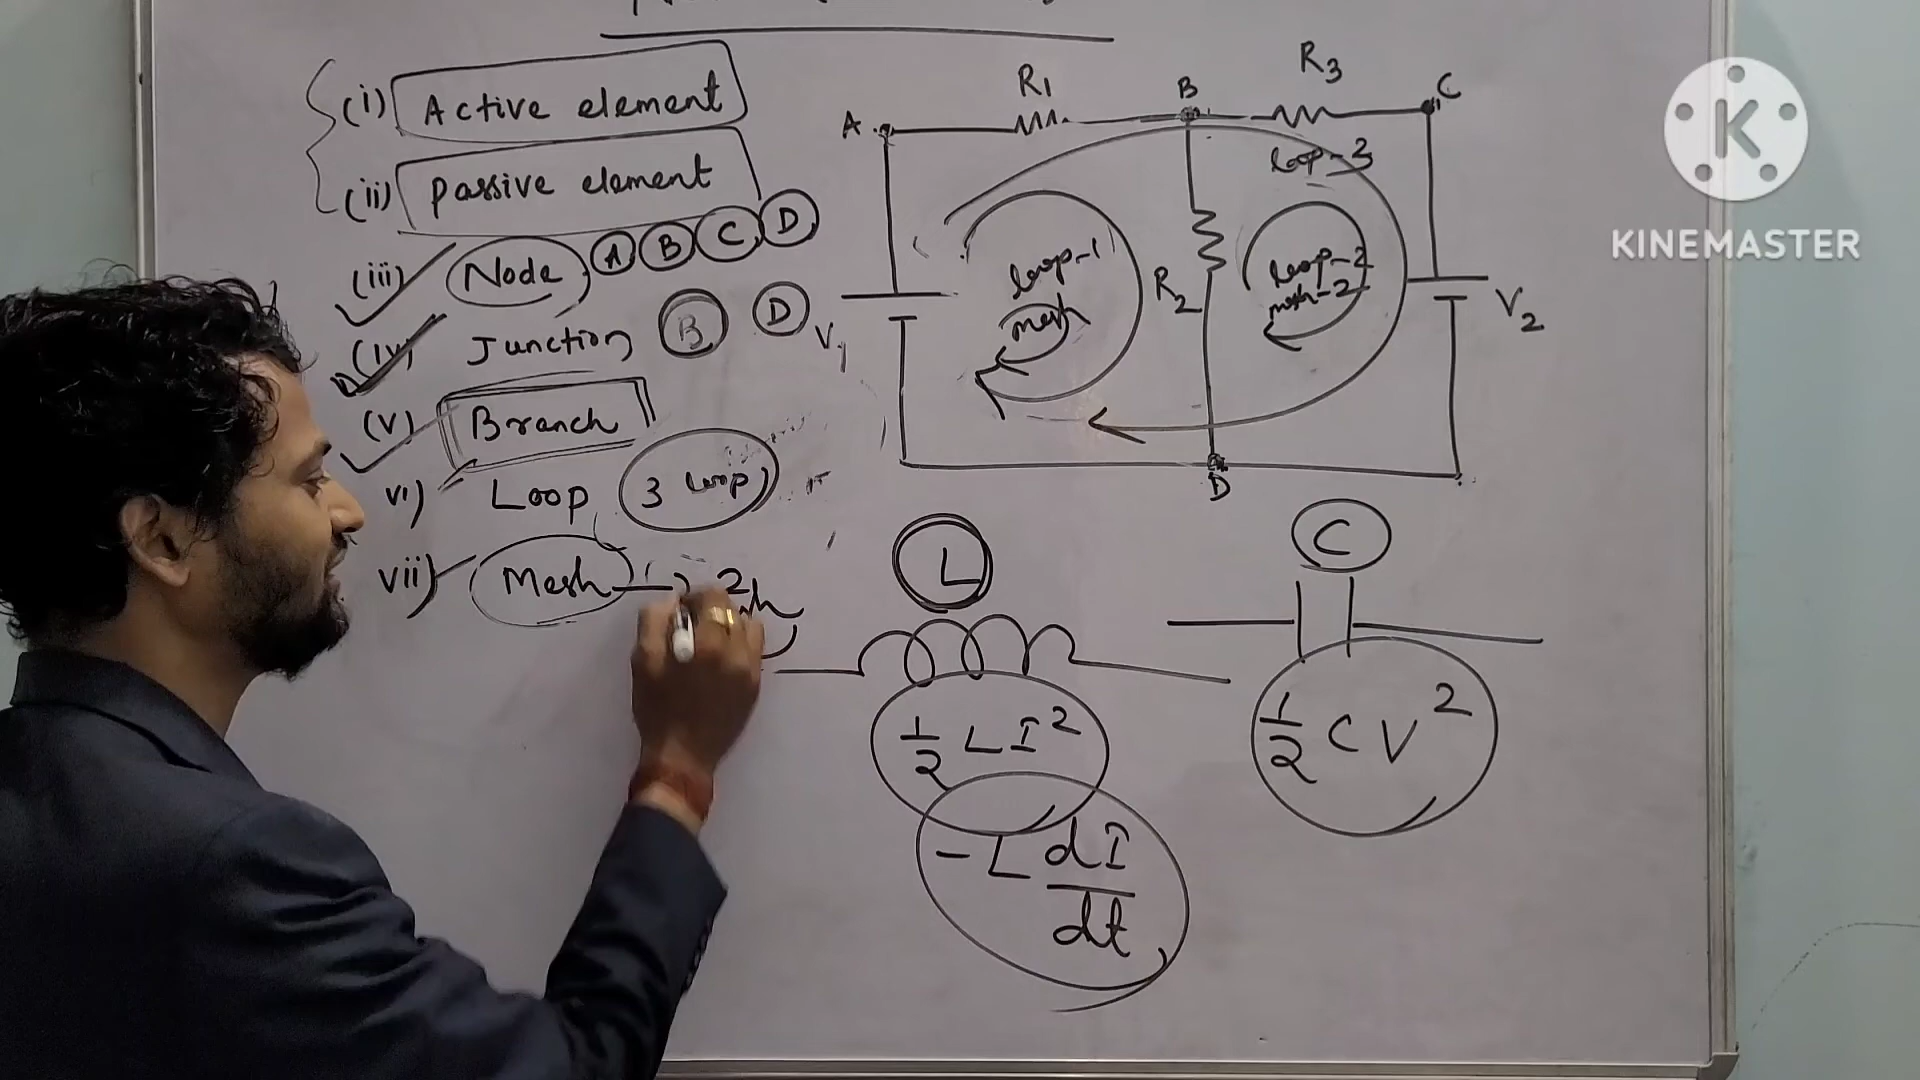 (i) Active element
(ii) Passive element
(iii) Node A B C D
(iv) Junction B D
(v) Branch
vi) Loop 3 Loop
vii) Mesh → 2
A R1 B R3 C
loop-3
loop-1
mesh
R2
loop-2
mesh-2
V1
V2
D
L
C
1/2 LI²
1/2 CV²
-L dI/dt
K
KINEMASTER